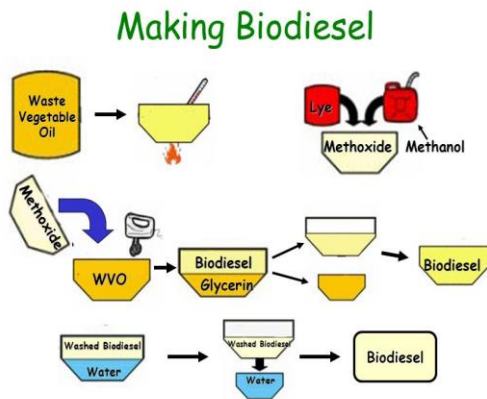 Making Biodiesel
Waste
Vegetable
Oil
Lye
Methoxide
Methanol
Methoxide
WVO
Biodiesel
Glycerin
Biodiesel
Washed Biodiesel
Water
Washed Biodiesel
Water
Biodiesel